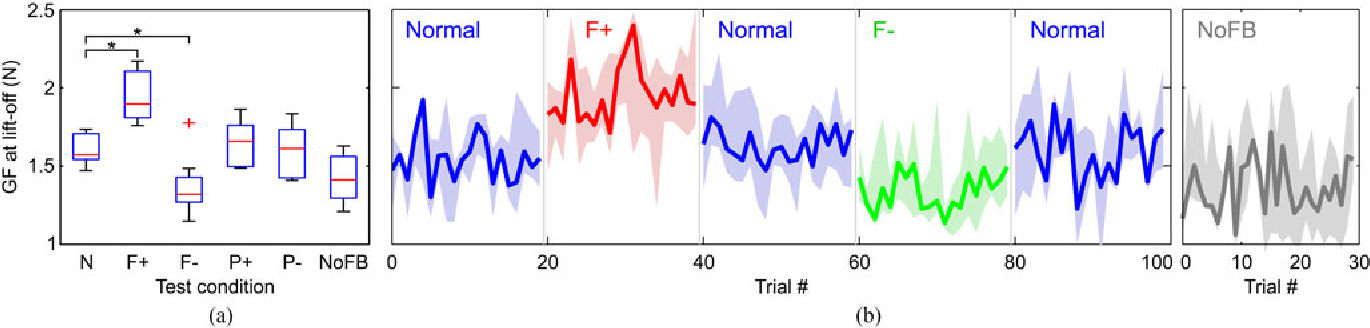 GF at lift-off (N)
2.5
2
1.5
1
* *
N F+ F- P+ P- NoFB
Test condition
(a)
Normal F+ Normal F- Normal NoFB
0 20 40 60 80 100 0 10 20 30
Trial # Trial #
(b)